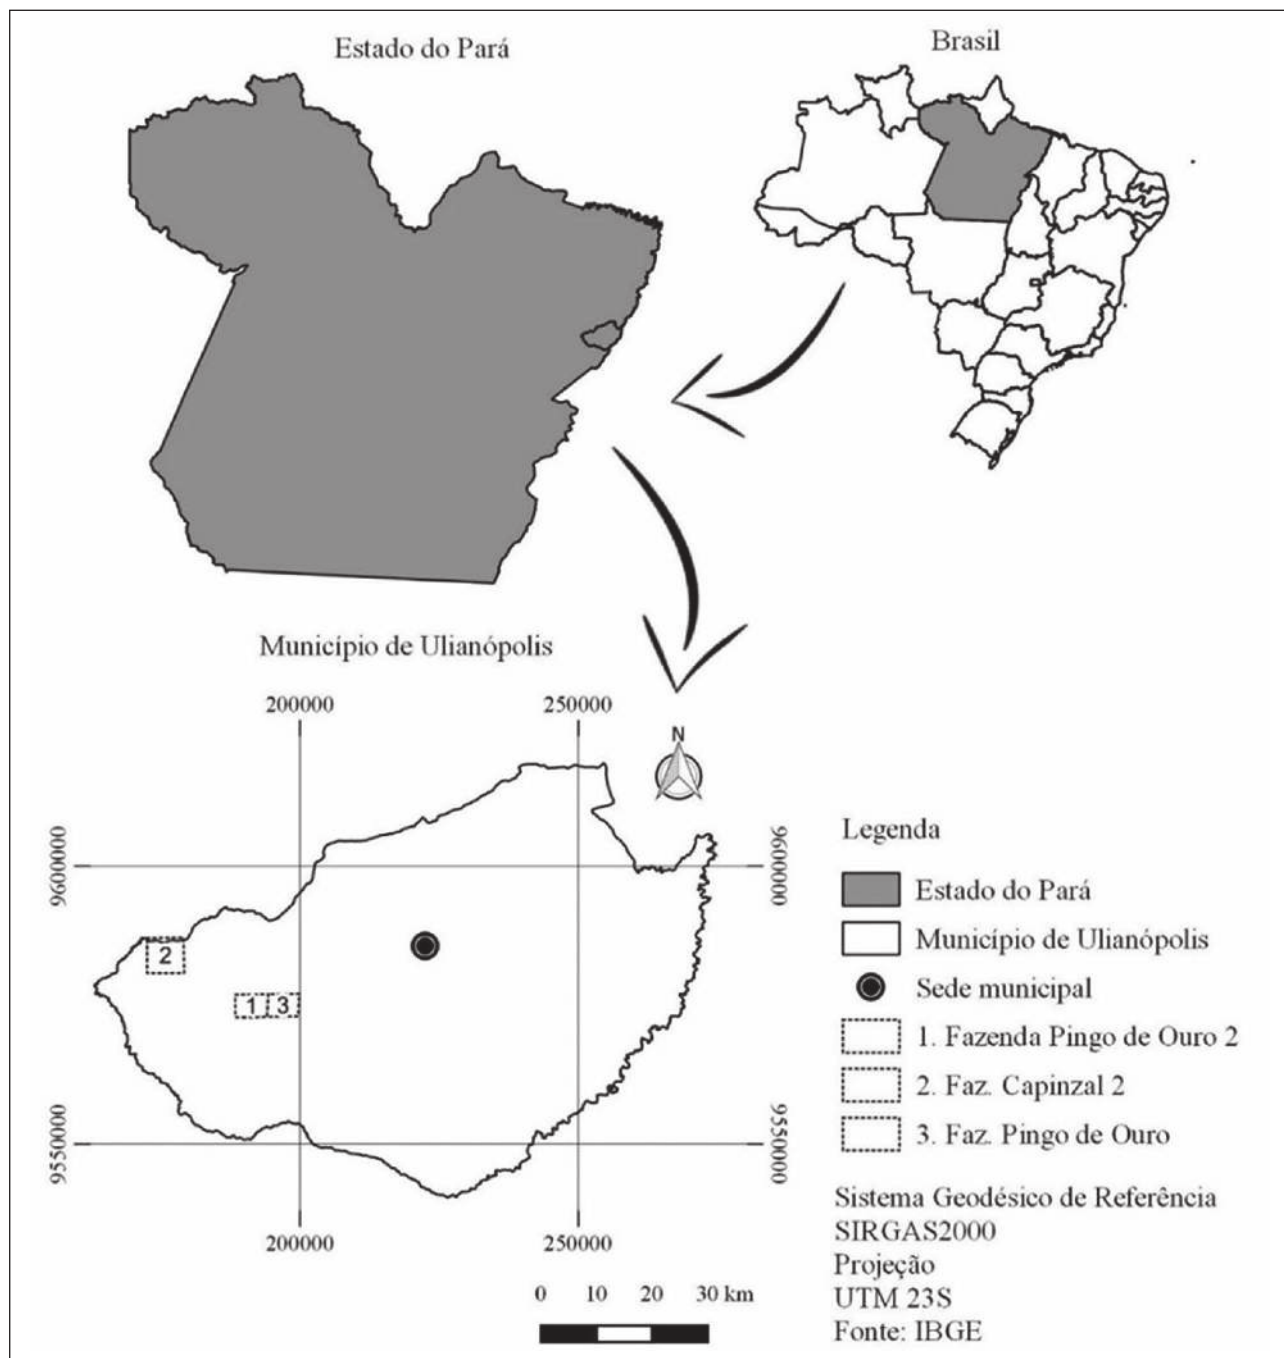 Estado do Pará
Brasil
Município de Ulianópolis
200000
250000
N
9600000
9600000
2
1
3
9550000
9550000
200000
250000
0 10 20 30 km
Legenda
Estado do Pará
Município de Ulianópolis
Sede municipal
1. Fazenda Pingo de Ouro 2
2. Faz. Capinzal 2
3. Faz. Pingo de Ouro
Sistema Geodésico de Referência
SIRGAS2000
Projeção
UTM 23S
Fonte: IBGE